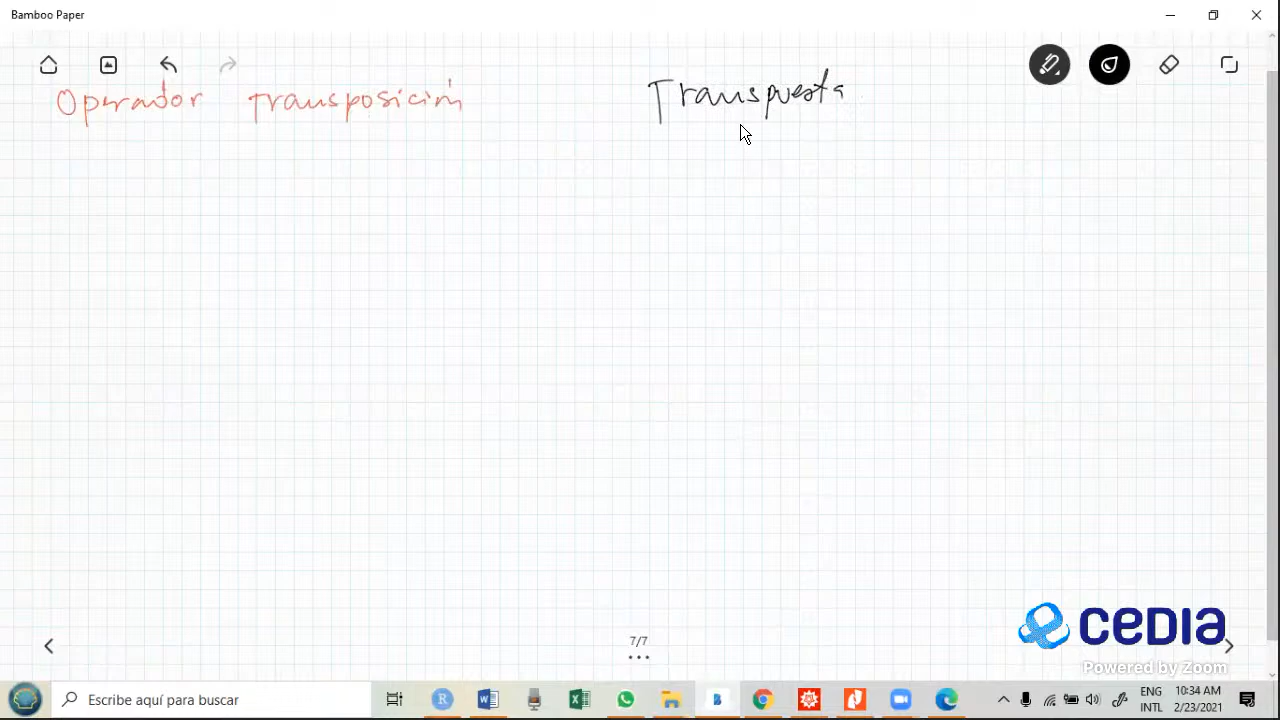 Bamboo Paper
Operador transposición
Transpuesta
7/7
cedia
Powered by Zoom
Escribe aquí para buscar
ENG
INTL
10:34 AM
2/23/2021